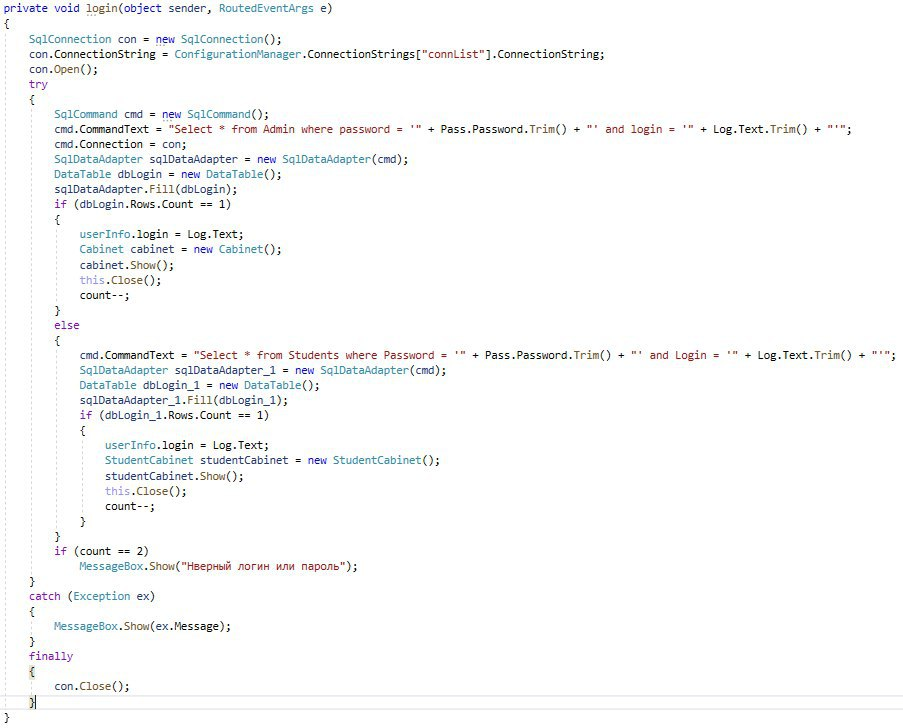 private void login(object sender, RoutedEventArgs e)
{
    SqlConnection con = new SqlConnection();
    con.ConnectionString = ConfigurationManager.ConnectionStrings["connList"].ConnectionString;
    con.Open();
    try
    {
        SqlCommand cmd = new SqlCommand();
        cmd.CommandText = "Select * from Admin where password = '" + Pass.Password.Trim() + "' and login = '" + Log.Text.Trim() + "'";
        cmd.Connection = con;
        SqlDataAdapter sqlDataAdapter = new SqlDataAdapter(cmd);
        DataTable dbLogin = new DataTable();
        sqlDataAdapter.Fill(dbLogin);
        if (dbLogin.Rows.Count == 1)
        {
            userInfo.login = Log.Text;
            Cabinet cabinet = new Cabinet();
            cabinet.Show();
            this.Close();
            count--;
        }
        else
        {
            cmd.CommandText = "Select * from Students where Password = '" + Pass.Password.Trim() + "' and Login = '" + Log.Text.Trim() + "'";
            SqlDataAdapter sqlDataAdapter_1 = new SqlDataAdapter(cmd);
            DataTable dbLogin_1 = new DataTable();
            sqlDataAdapter_1.Fill(dbLogin_1);
            if (dbLogin_1.Rows.Count == 1)
            {
                userInfo.login = Log.Text;
                StudentCabinet studentCabinet = new StudentCabinet();
                studentCabinet.Show();
                this.Close();
                count--;
            }
        }
        if (count == 2)
            MessageBox.Show("Нверный логин или пароль");
    }
    catch (Exception ex)
    {
        MessageBox.Show(ex.Message);
    }
    finally
    {
        con.Close();
    }
}